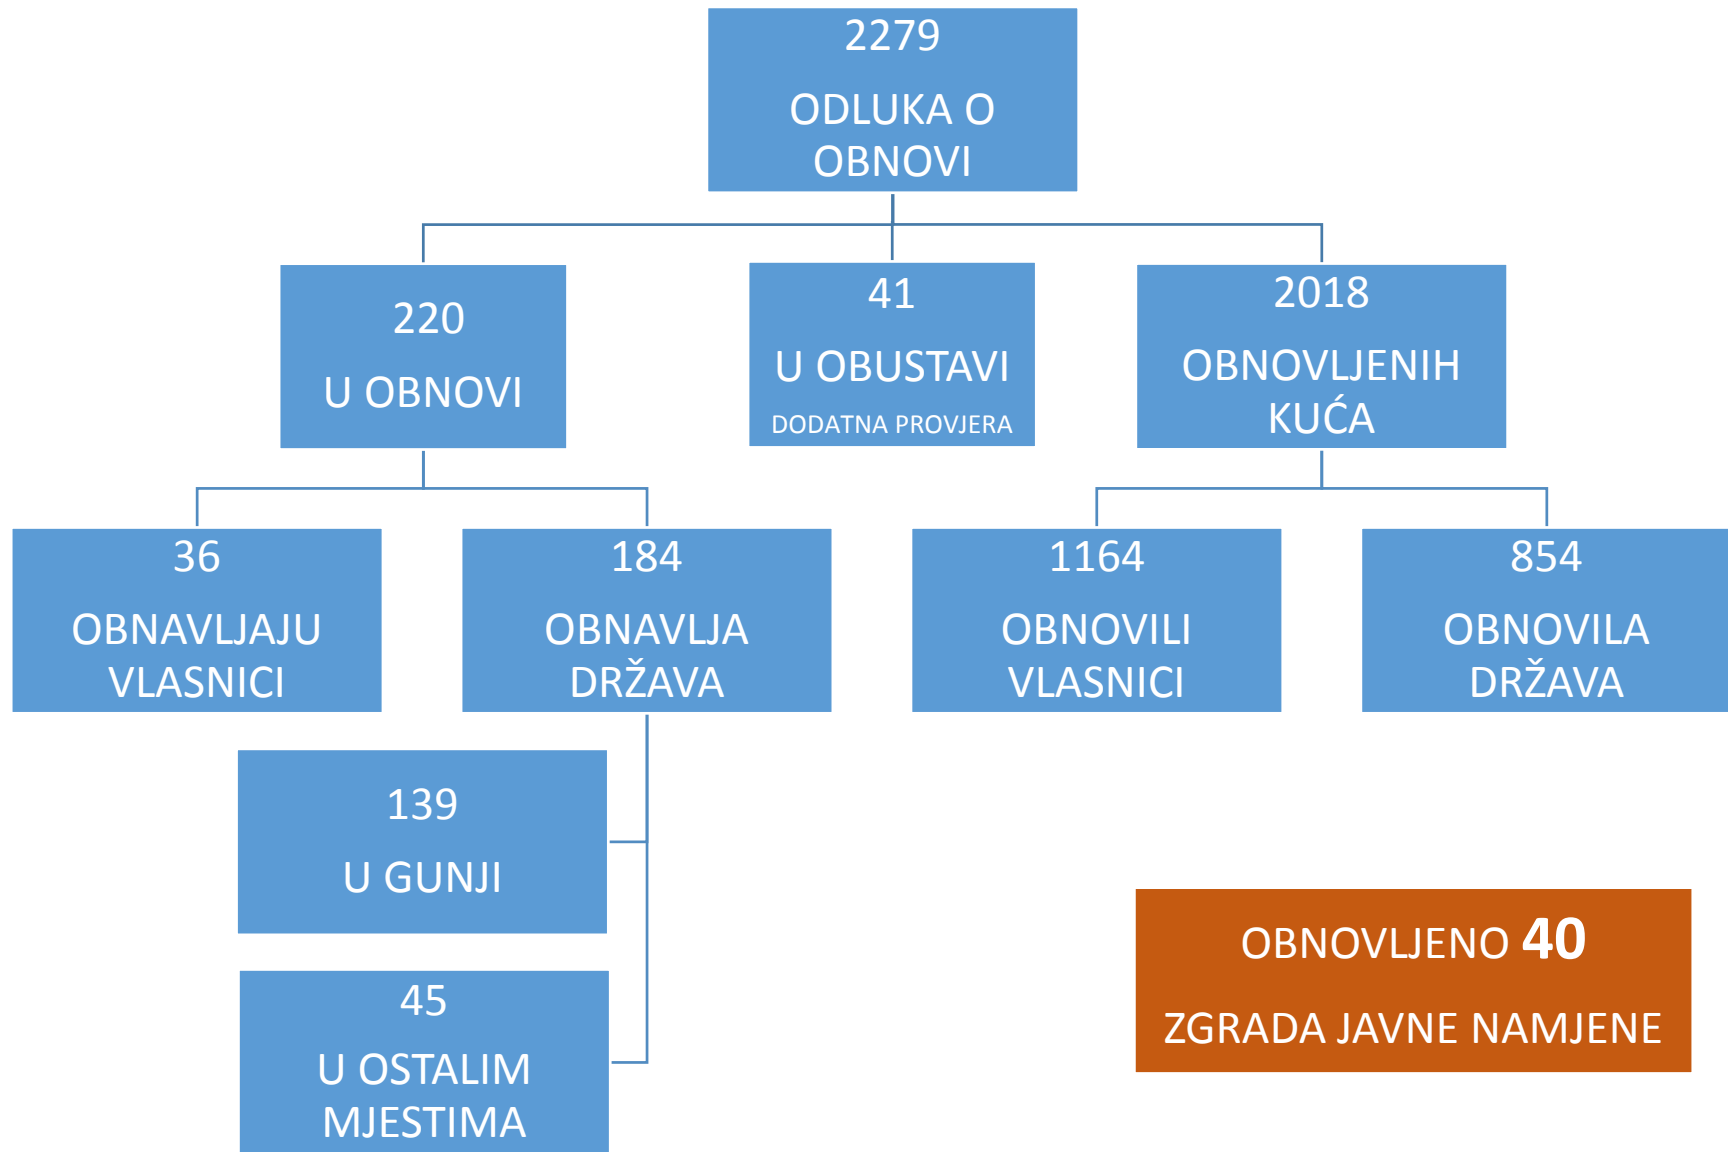 2279
ODLUKA O
OBNOVI
220
U OBNOVI
41
U OBUSTAVI
DODATNA PROVJERA
2018
OBNOVLJENIH
KUĆA
36
OBNAVLJAJU
VLASNICI
184
OBNAVLJA
DRŽAVA
1164
OBNOVILI
VLASNICI
854
OBNOVILA
DRŽAVA
139
U GUNJI
45
U OSTALIM
MJESTIMA
OBNOVLJENO 40
ZGRADA JAVNE NAMJENE